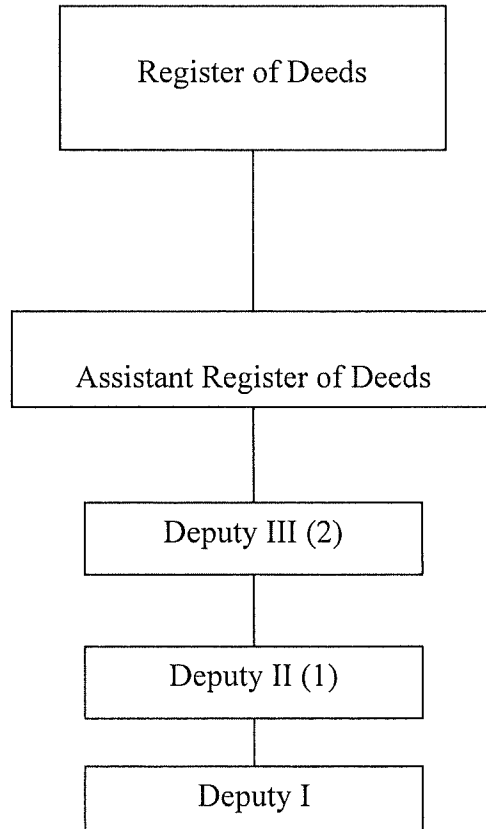 Register of Deeds
Assistant Register of Deeds
Deputy III (2)
Deputy II (1)
Deputy I